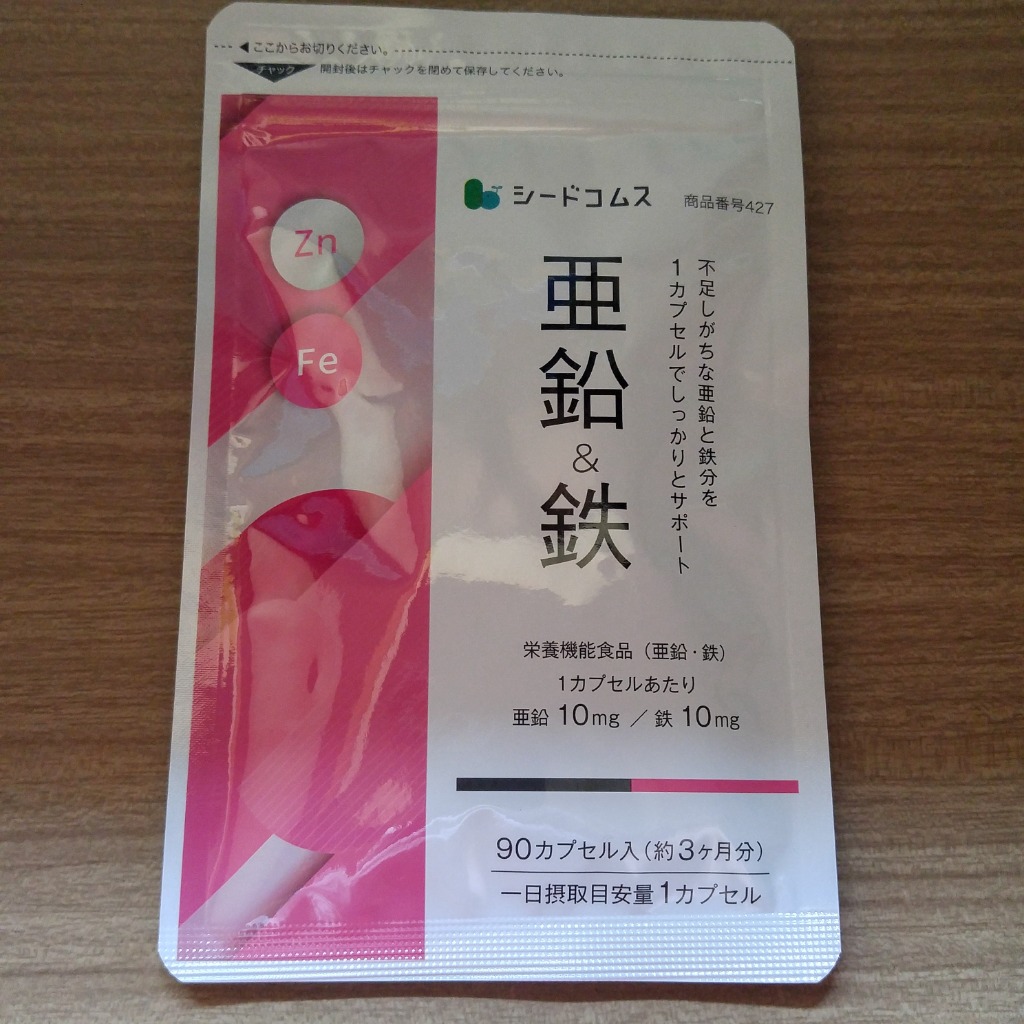 ここからお切りください。
チャック 開封後はチャックを閉めて保存してください。
Zn
Fe
シードコムス 商品番号427
不足しがちな亜鉛と鉄分を
1カプセルでしっかりとサポート
亜鉛
&
鉄
栄養機能食品（亜鉛・鉄）
1カプセルあたり
亜鉛 10mg ／ 鉄 10mg
90カプセル入（約3ヶ月分）
一日摂取目安量1カプセル